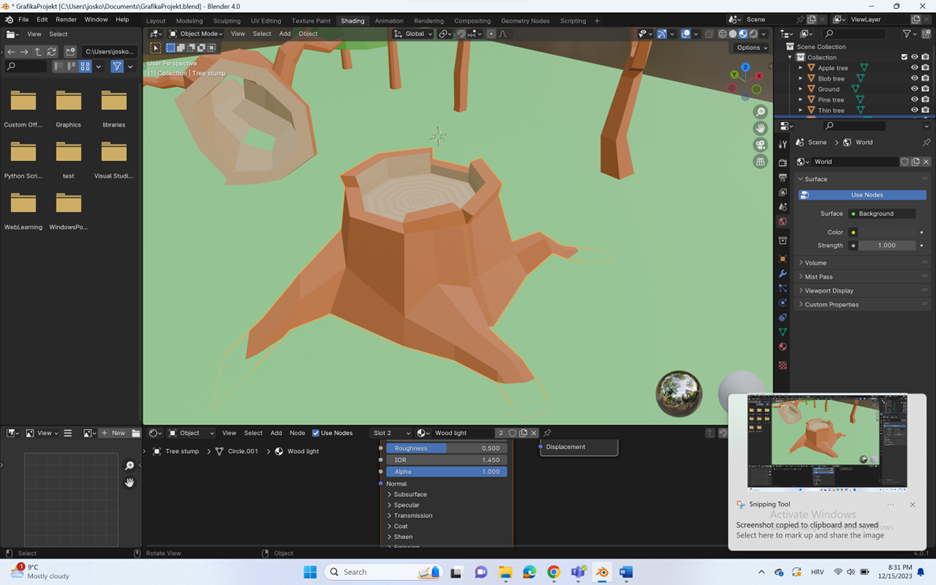 * GrafikaProjekt [C:\Users\josko\GrafikaProjekt.blend] - Blender 4.0
File Edit Render Window Help
Layout Modeling Sculpting UV Editing Texture Paint Shading Animation Rendering Compositing Geometry Nodes Scripting +
Scene
ViewLayer
View Select
Object Mode View Select Add Object
Global
C:\Users\josko...
Options
User Perspective
(1) Collection | Tree stump
Custom Off...
Graphics
libraries
Python Scri...
test
Visual Studi...
WebLearning
WindowsPo...
Scene Collection
Collection
Apple tree
Blob tree
Ground
Pine tree
Thin tree
Scene > World
World
Surface
Use Nodes
Surface Background
Color
Strength 1.000
Volume
Mist Pass
Viewport Display
Custom Properties
View
+ New
Object View Select Add Node Use Nodes Slot 2 Wood light 2
Tree stump > Circle.001 > Wood light
Roughness 0.500
IOR 1.450
Alpha 1.000
Normal
Subsurface
Specular
Transmission
Coat
Sheen
Emission
Displacement
Snipping Tool
Activate Windows
Screenshot copied to clipboard and saved
Select here to mark up and share the image
Select
Rotate View
Object
4.0.1
1
9°C
Mostly cloudy
Search
HRV
8:31 PM
12/15/2023